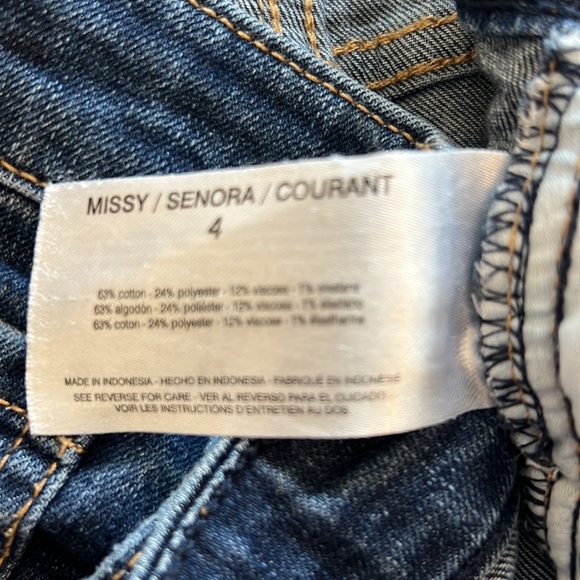 MISSY / SENORA / COURANT
4
63% cotton - 24% polyester - 12% viscose - 1% elastane
63% algodón - 24% poliéster - 12% viscosa - 1% elastano
63% coton - 24% polyester - 12% viscose - 1% élasthanne
MADE IN INDONESIA - HECHO EN INDONESIA - FABRIQUÉ EN INDONÉSIE
SEE REVERSE FOR CARE - VER AL REVERSO PARA EL CUIDADO
VOIR LES INSTRUCTIONS D'ENTRETIEN AU DOS